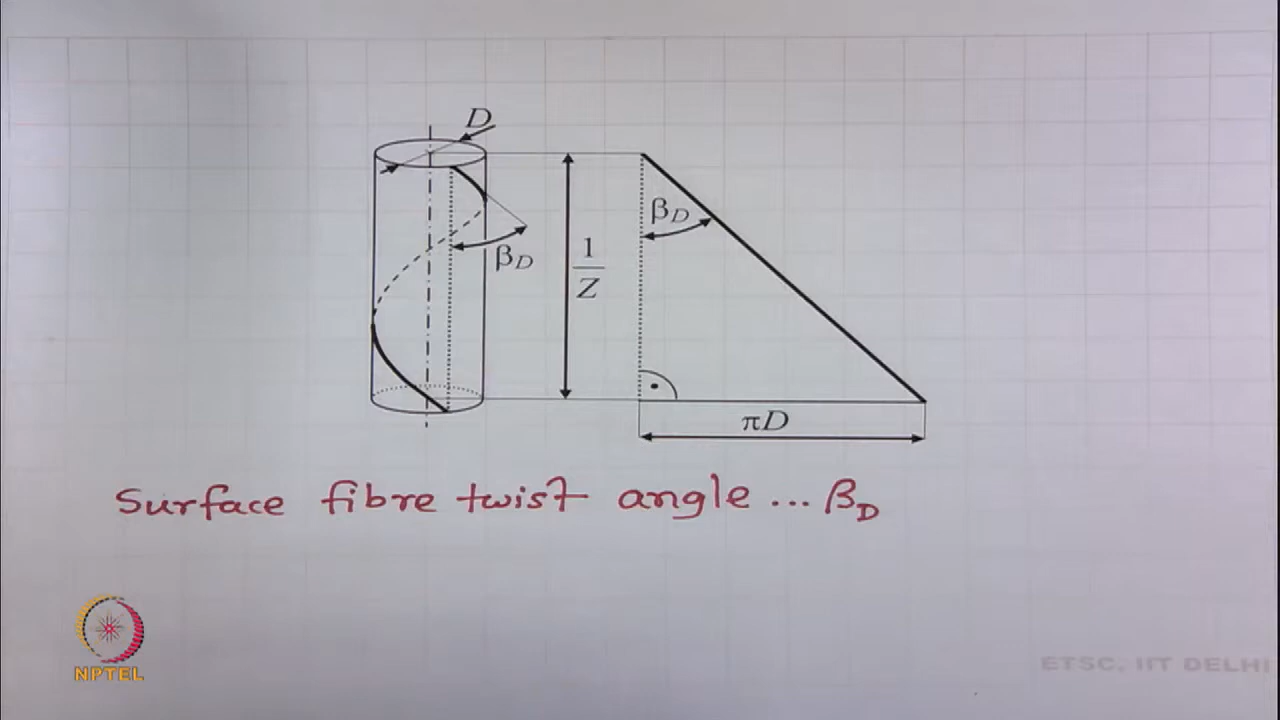 D
β_D
1
Z
β_D
πD
Surface fibre twist angle ... β_D
NPTEL
ETSC, IIT DELHI